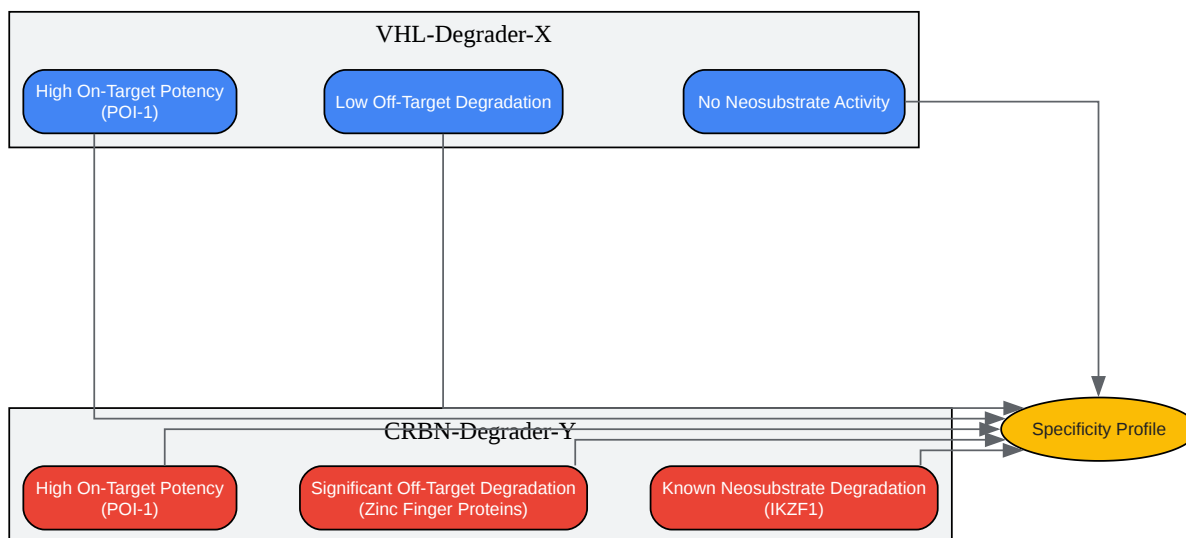 VHL-Degrader-X
High On-Target Potency
(POI-1)
Low Off-Target Degradation
No Neosubstrate Activity
CRBN-Degrader-Y
Specificity Profile
High On-Target Potency
(POI-1)
Significant Off-Target Degradation
(Zinc Finger Proteins)
Known Neosubstrate Degradation
(IKZF1)